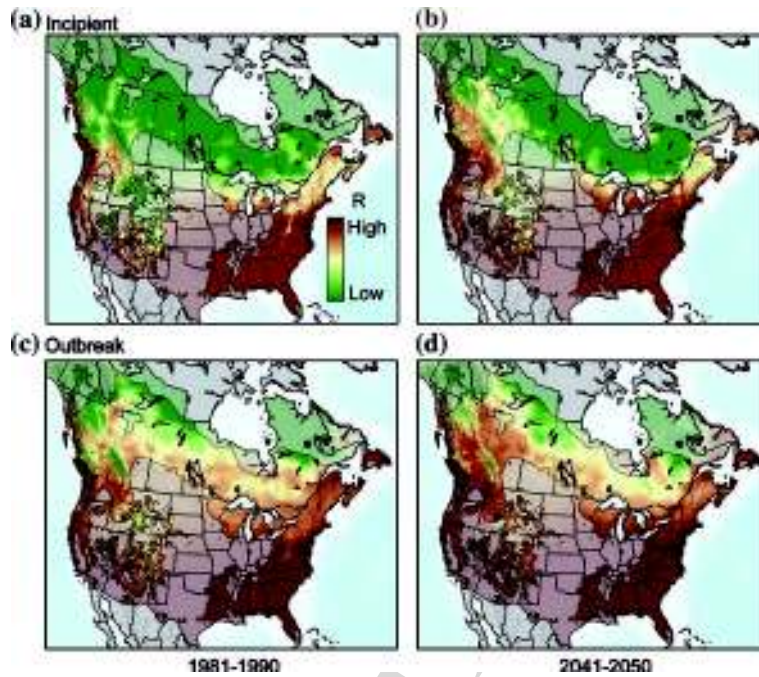 (a) Incipient
(b)
R
High
Low
(c) Outbreak
(d)
1981-1990
2041-2050